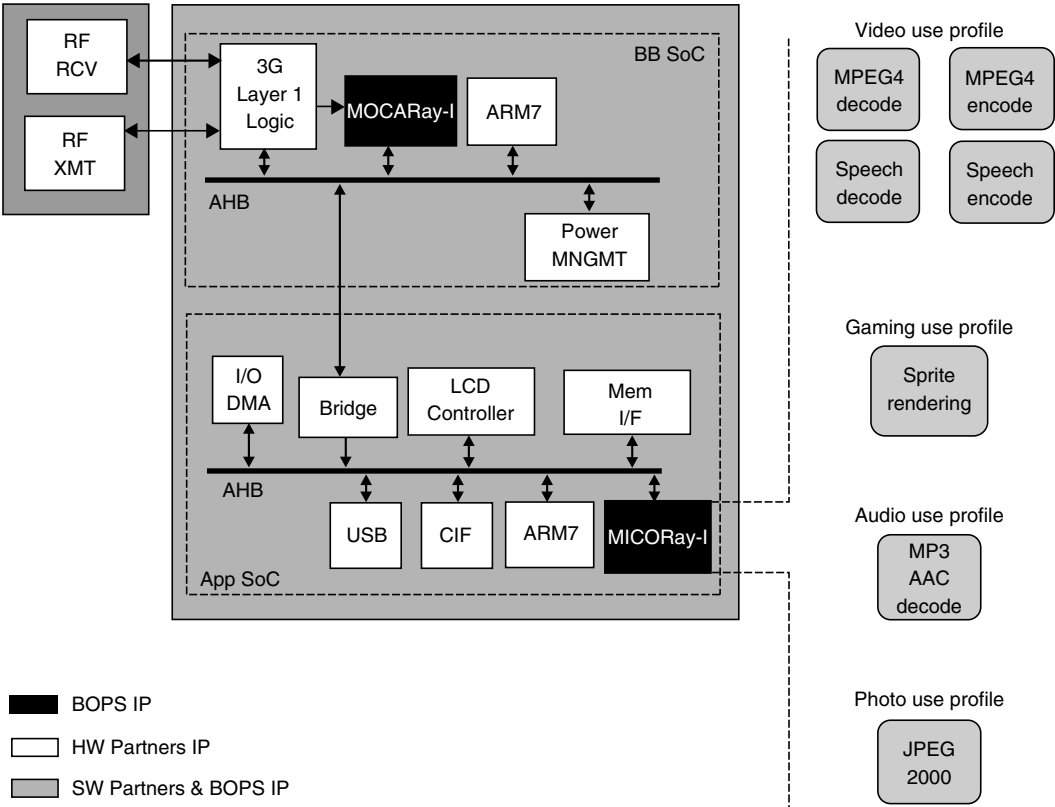 RF
RCV
RF
XMT
3G
Layer 1
Logic
MOCARay-I
ARM7
BB SoC
AHB
Power
MNGMT
I/O
DMA
Bridge
LCD
Controller
Mem
I/F
AHB
USB
CIF
ARM7
MICORay-I
App SoC
Video use profile
MPEG4
decode
MPEG4
encode
Speech
decode
Speech
encode
Gaming use profile
Sprite
rendering
Audio use profile
MP3
AAC
decode
Photo use profile
JPEG
2000
BOPS IP
HW Partners IP
SW Partners & BOPS IP